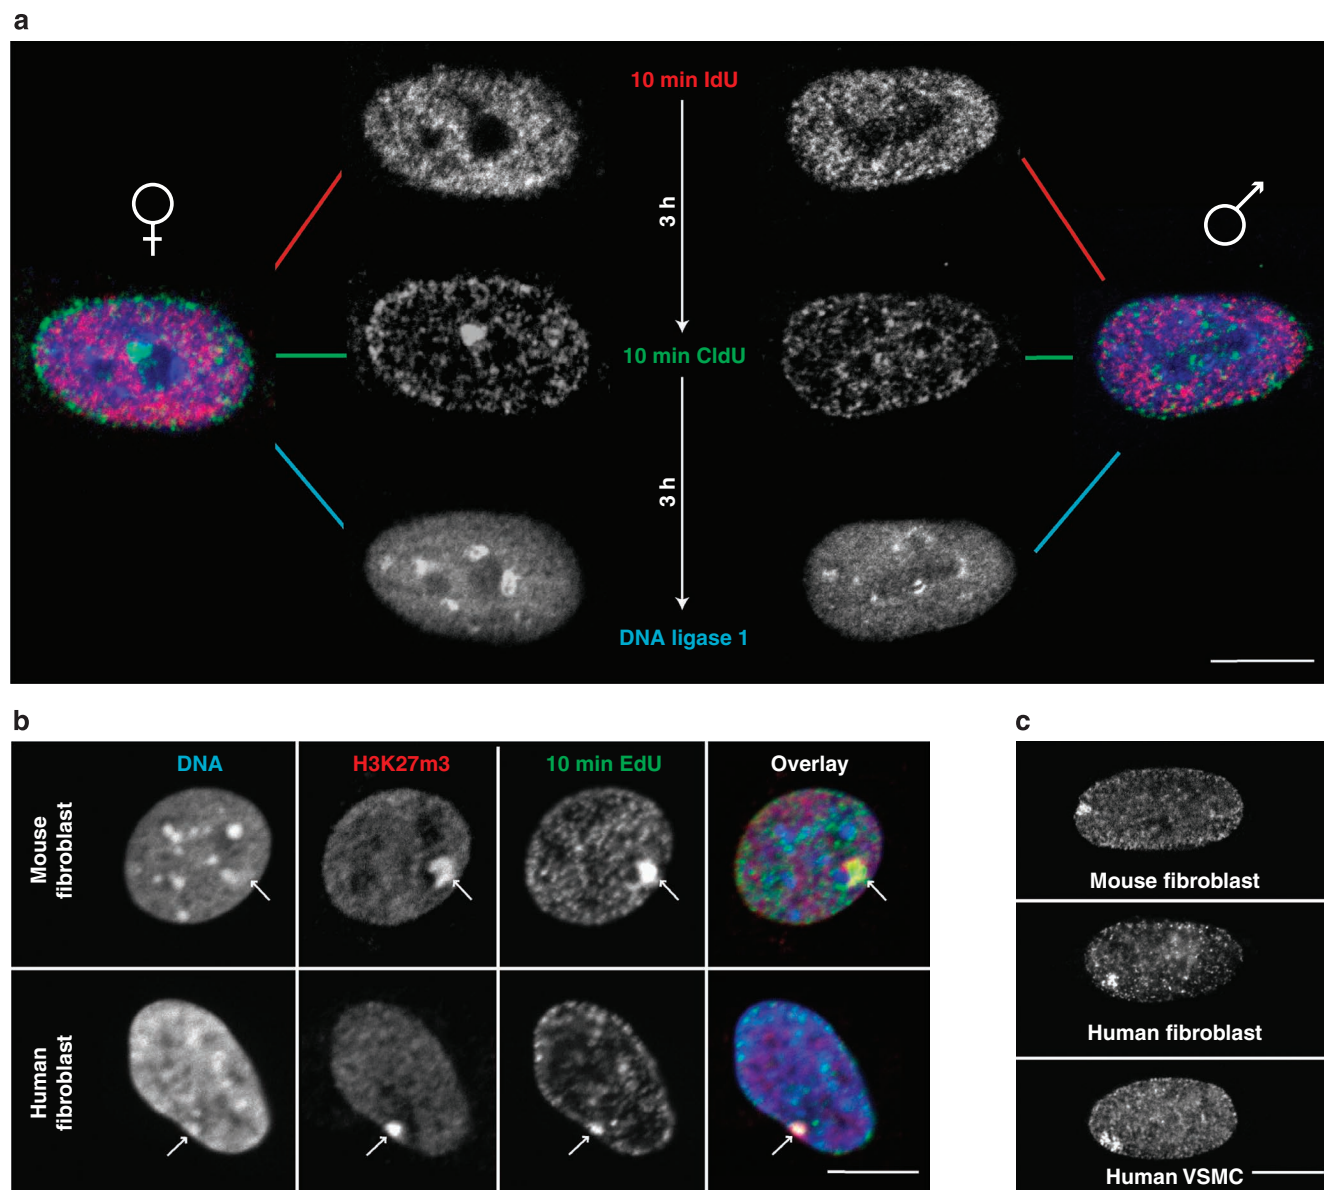 a
10 min IdU
3 h
10 min CldU
3 h
DNA ligase 1
b
DNA
H3K27m3
10 min EdU
Overlay
Mouse
fibroblast
Human
fibroblast
c
Mouse fibroblast
Human fibroblast
Human VSMC